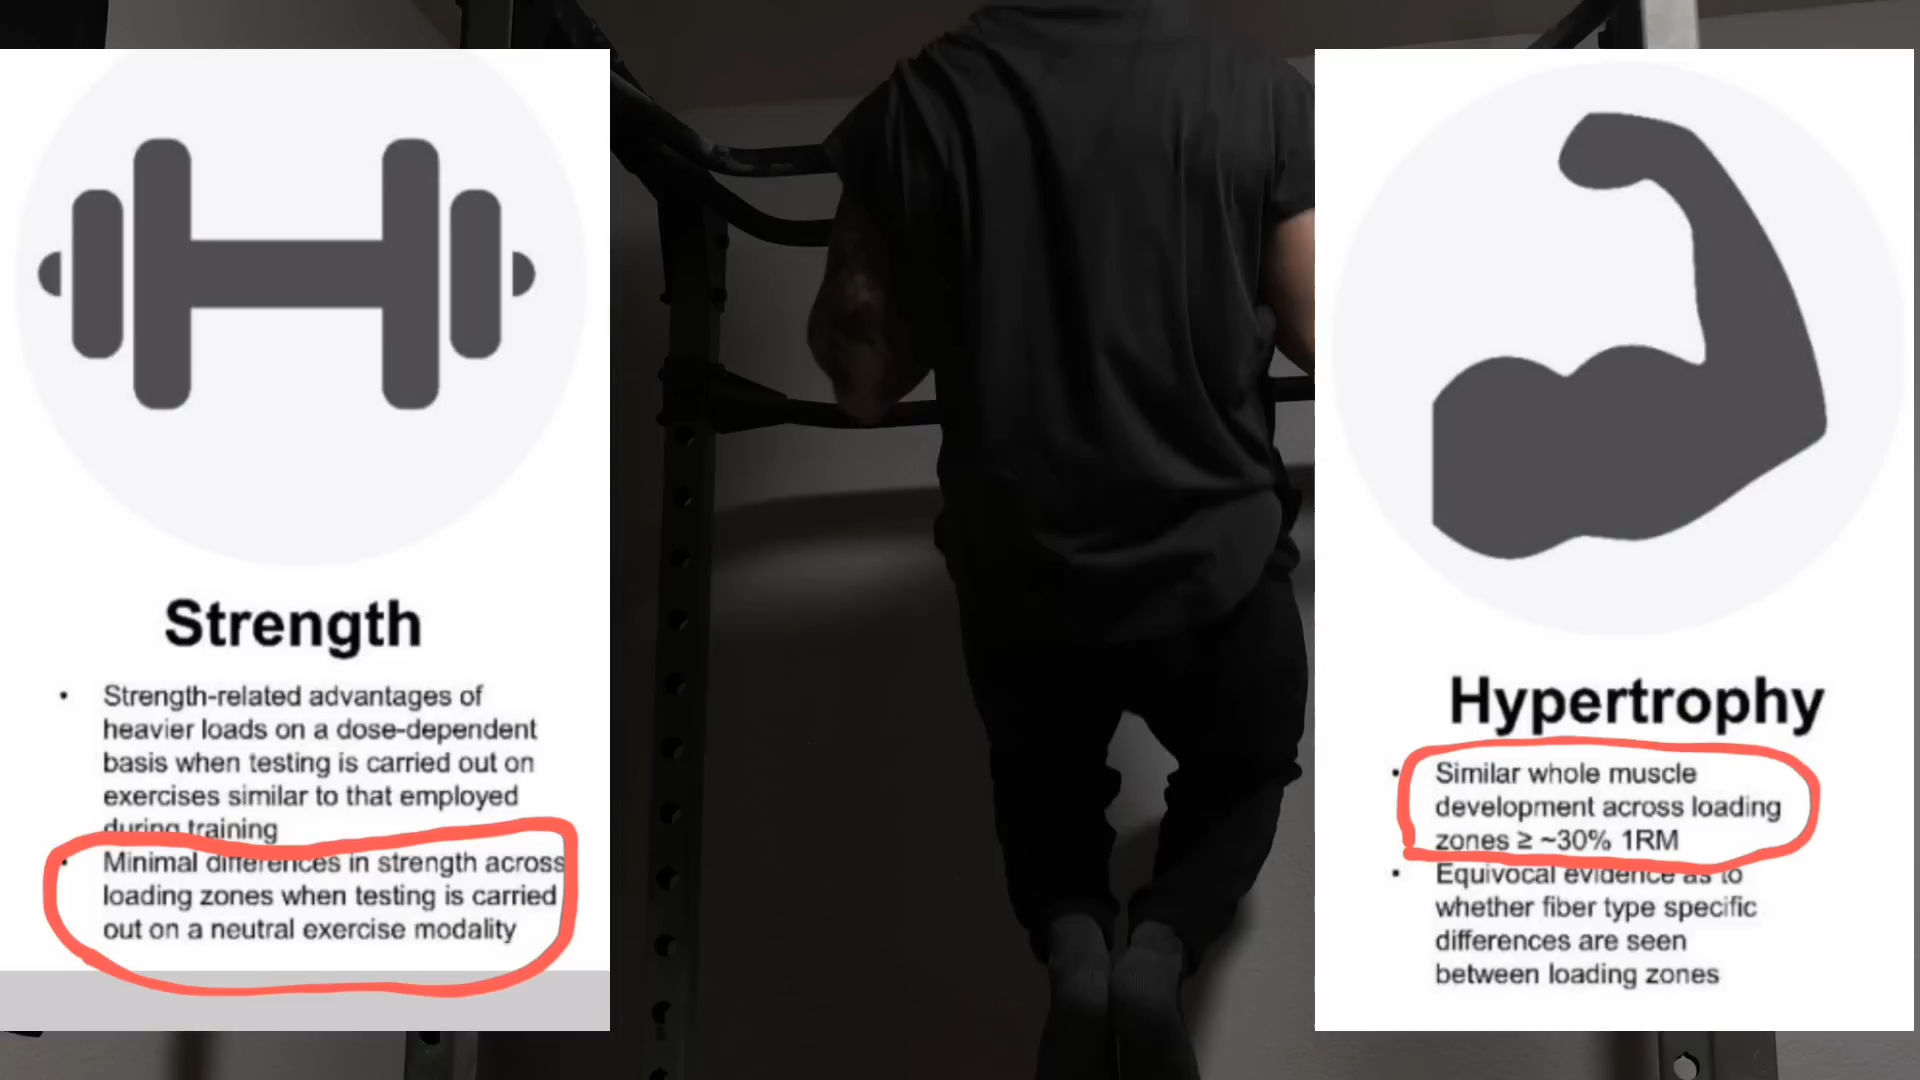 Strength
• Strength-related advantages of
heavier loads on a dose-dependent
basis when testing is carried out on
exercises similar to that employed
during training
• Minimal differences in strength across
loading zones when testing is carried
out on a neutral exercise modality
Hypertrophy
• Similar whole muscle
development across loading
zones ≥ ~30% 1RM
• Equivocal evidence as to
whether fiber type specific
differences are seen
between loading zones